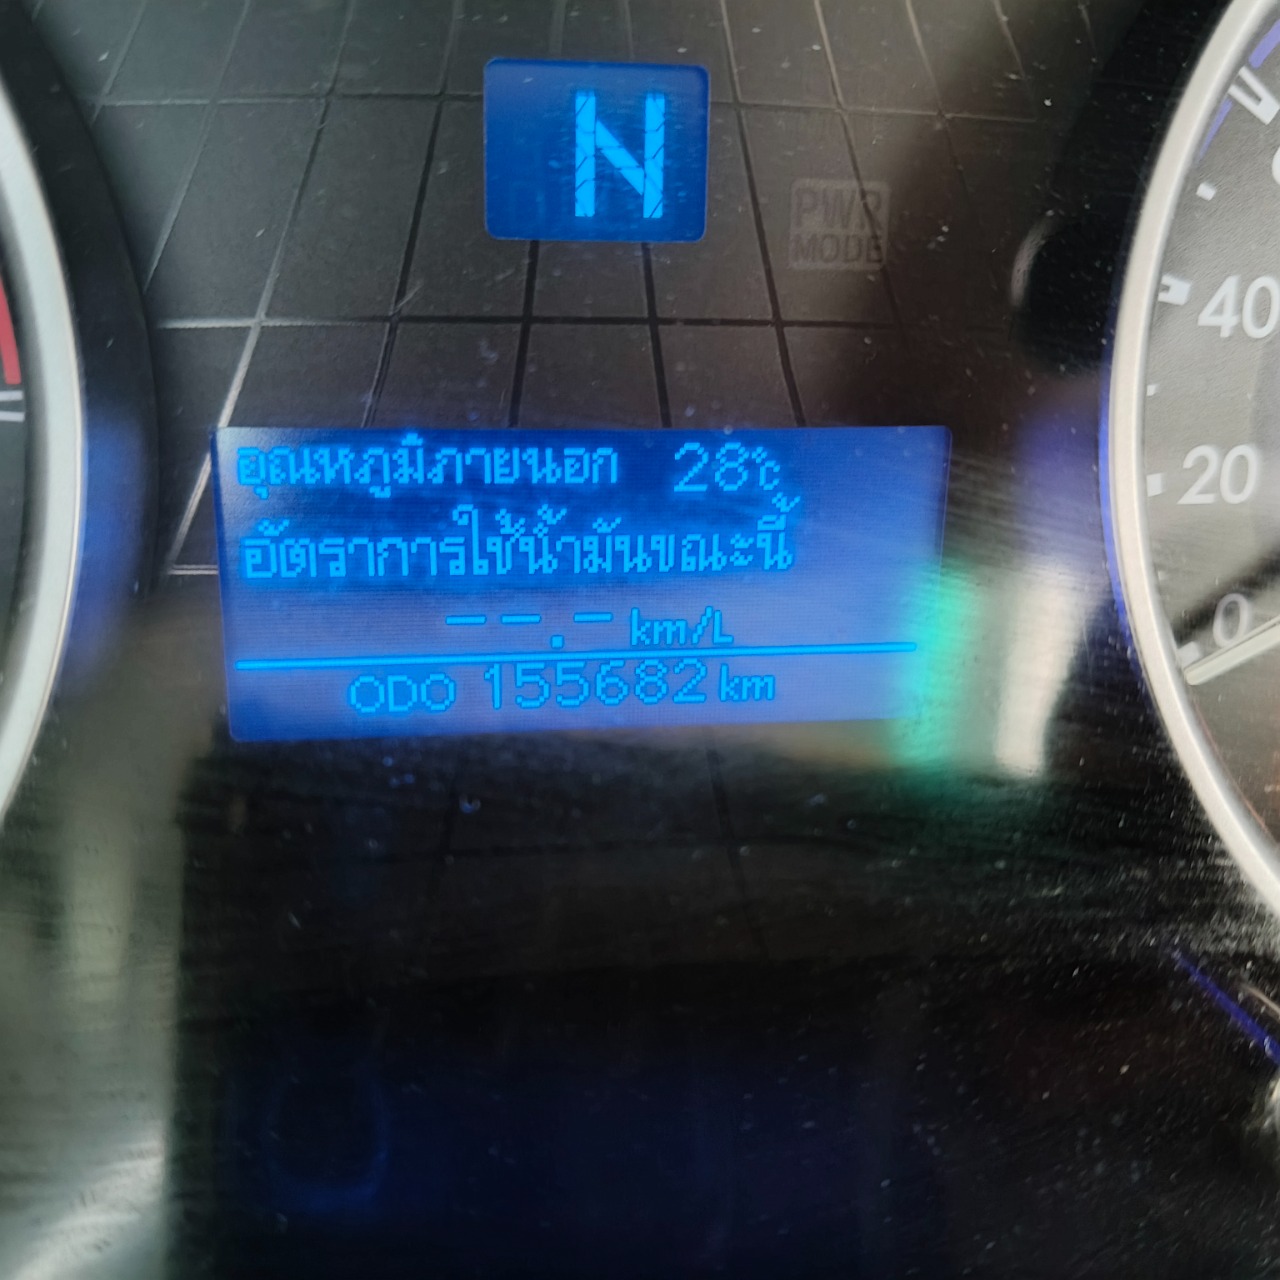 N
PWR
MODE
40
20
0
อุณหภูมิภายนอก 28°C
อัตราการใช้น้ำมันขณะนี้
--.- km/L
ODO 155682 km